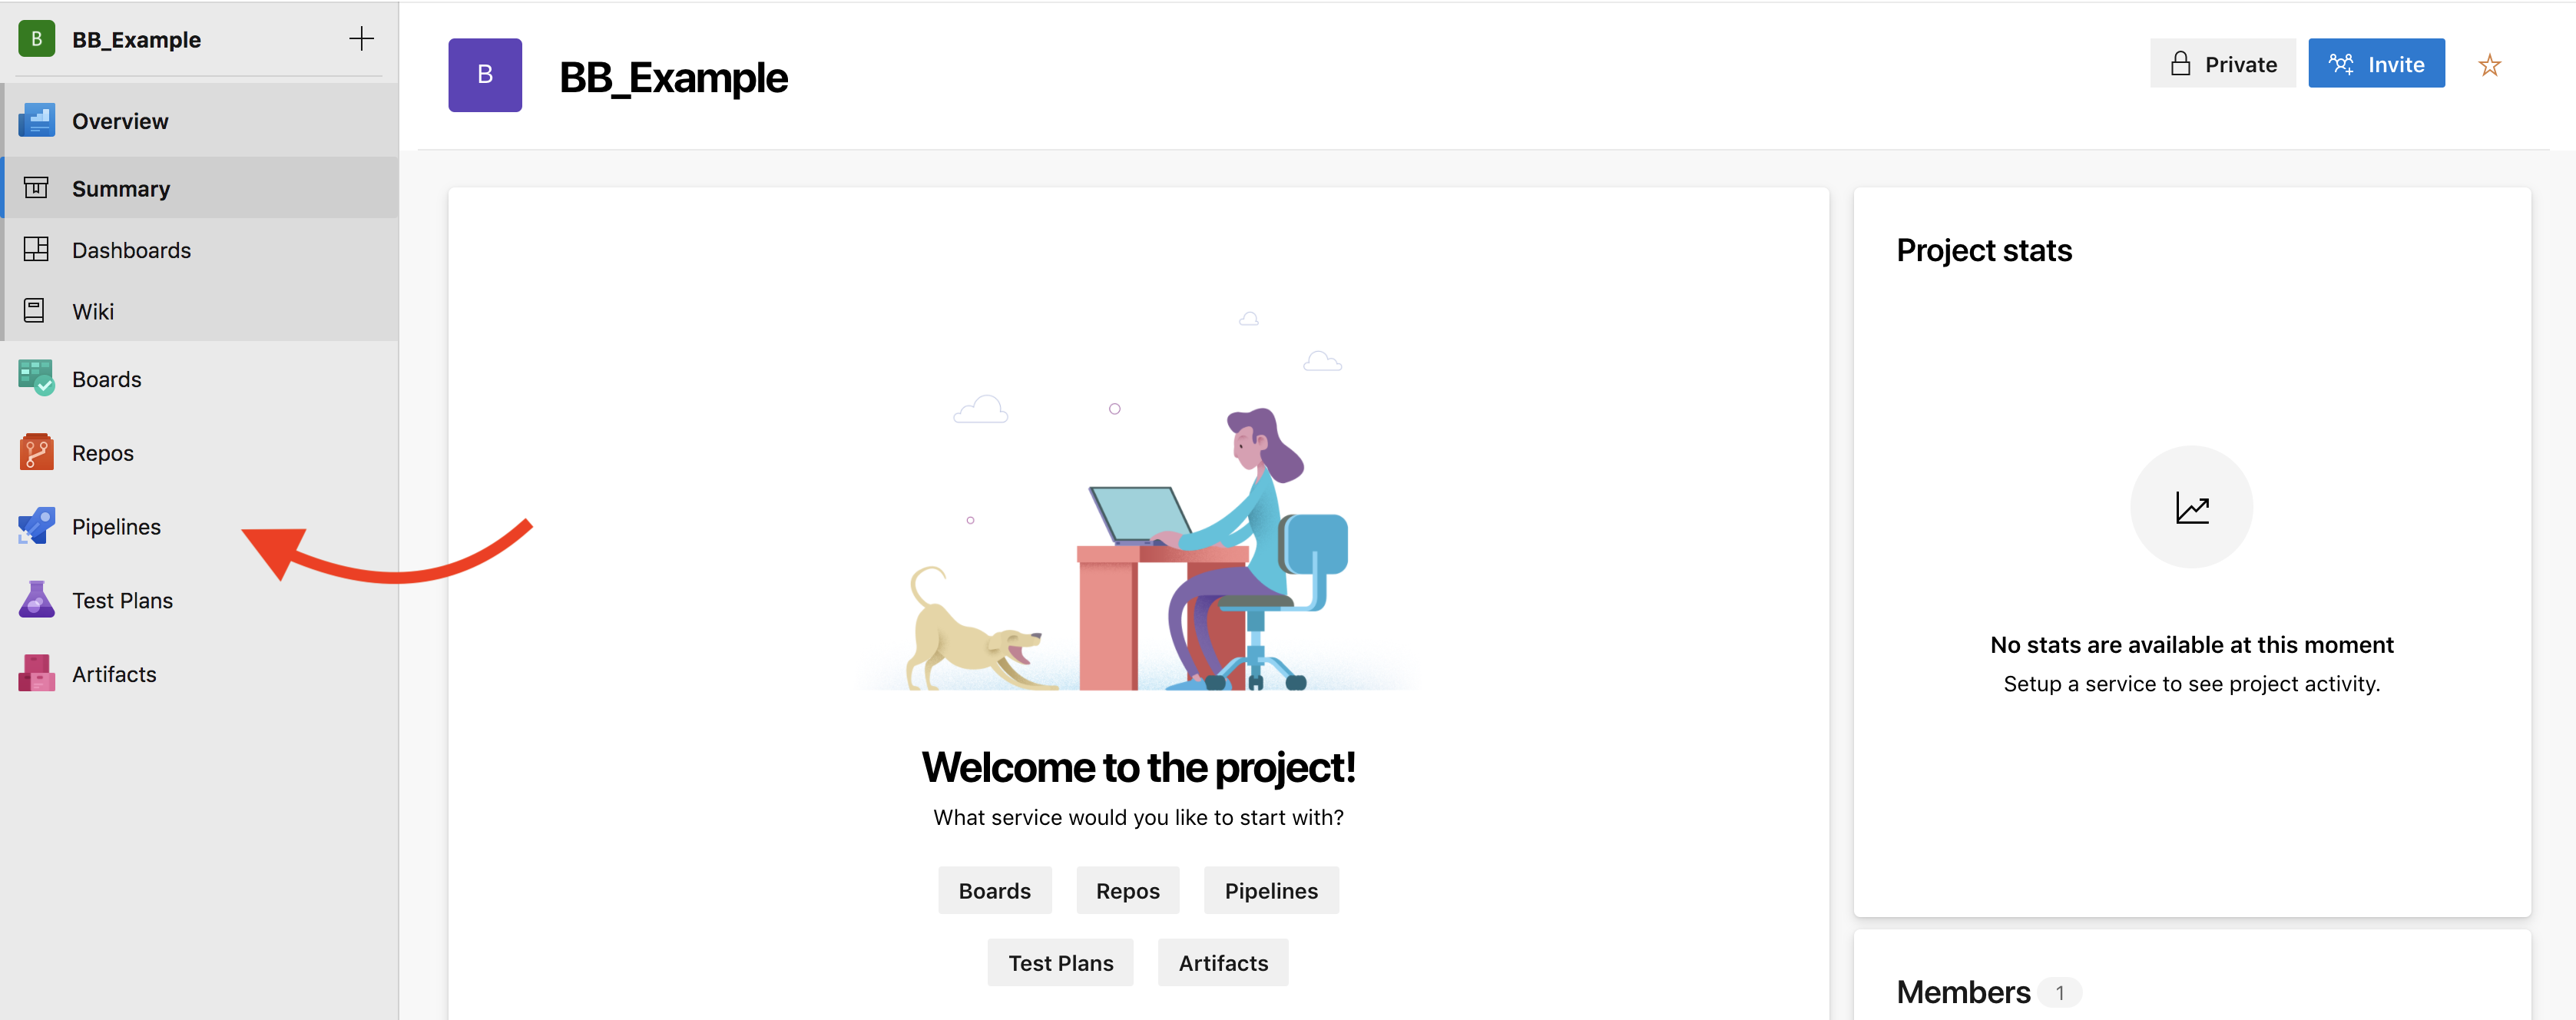 B BB_Example
Overview
Summary
Dashboards
Wiki
Boards
Repos
Pipelines
Test Plans
Artifacts
B BB_Example
Private Invite
Welcome to the project!
What service would you like to start with?
Boards Repos Pipelines
Test Plans Artifacts
Project stats
No stats are available at this moment
Setup a service to see project activity.
Members 1